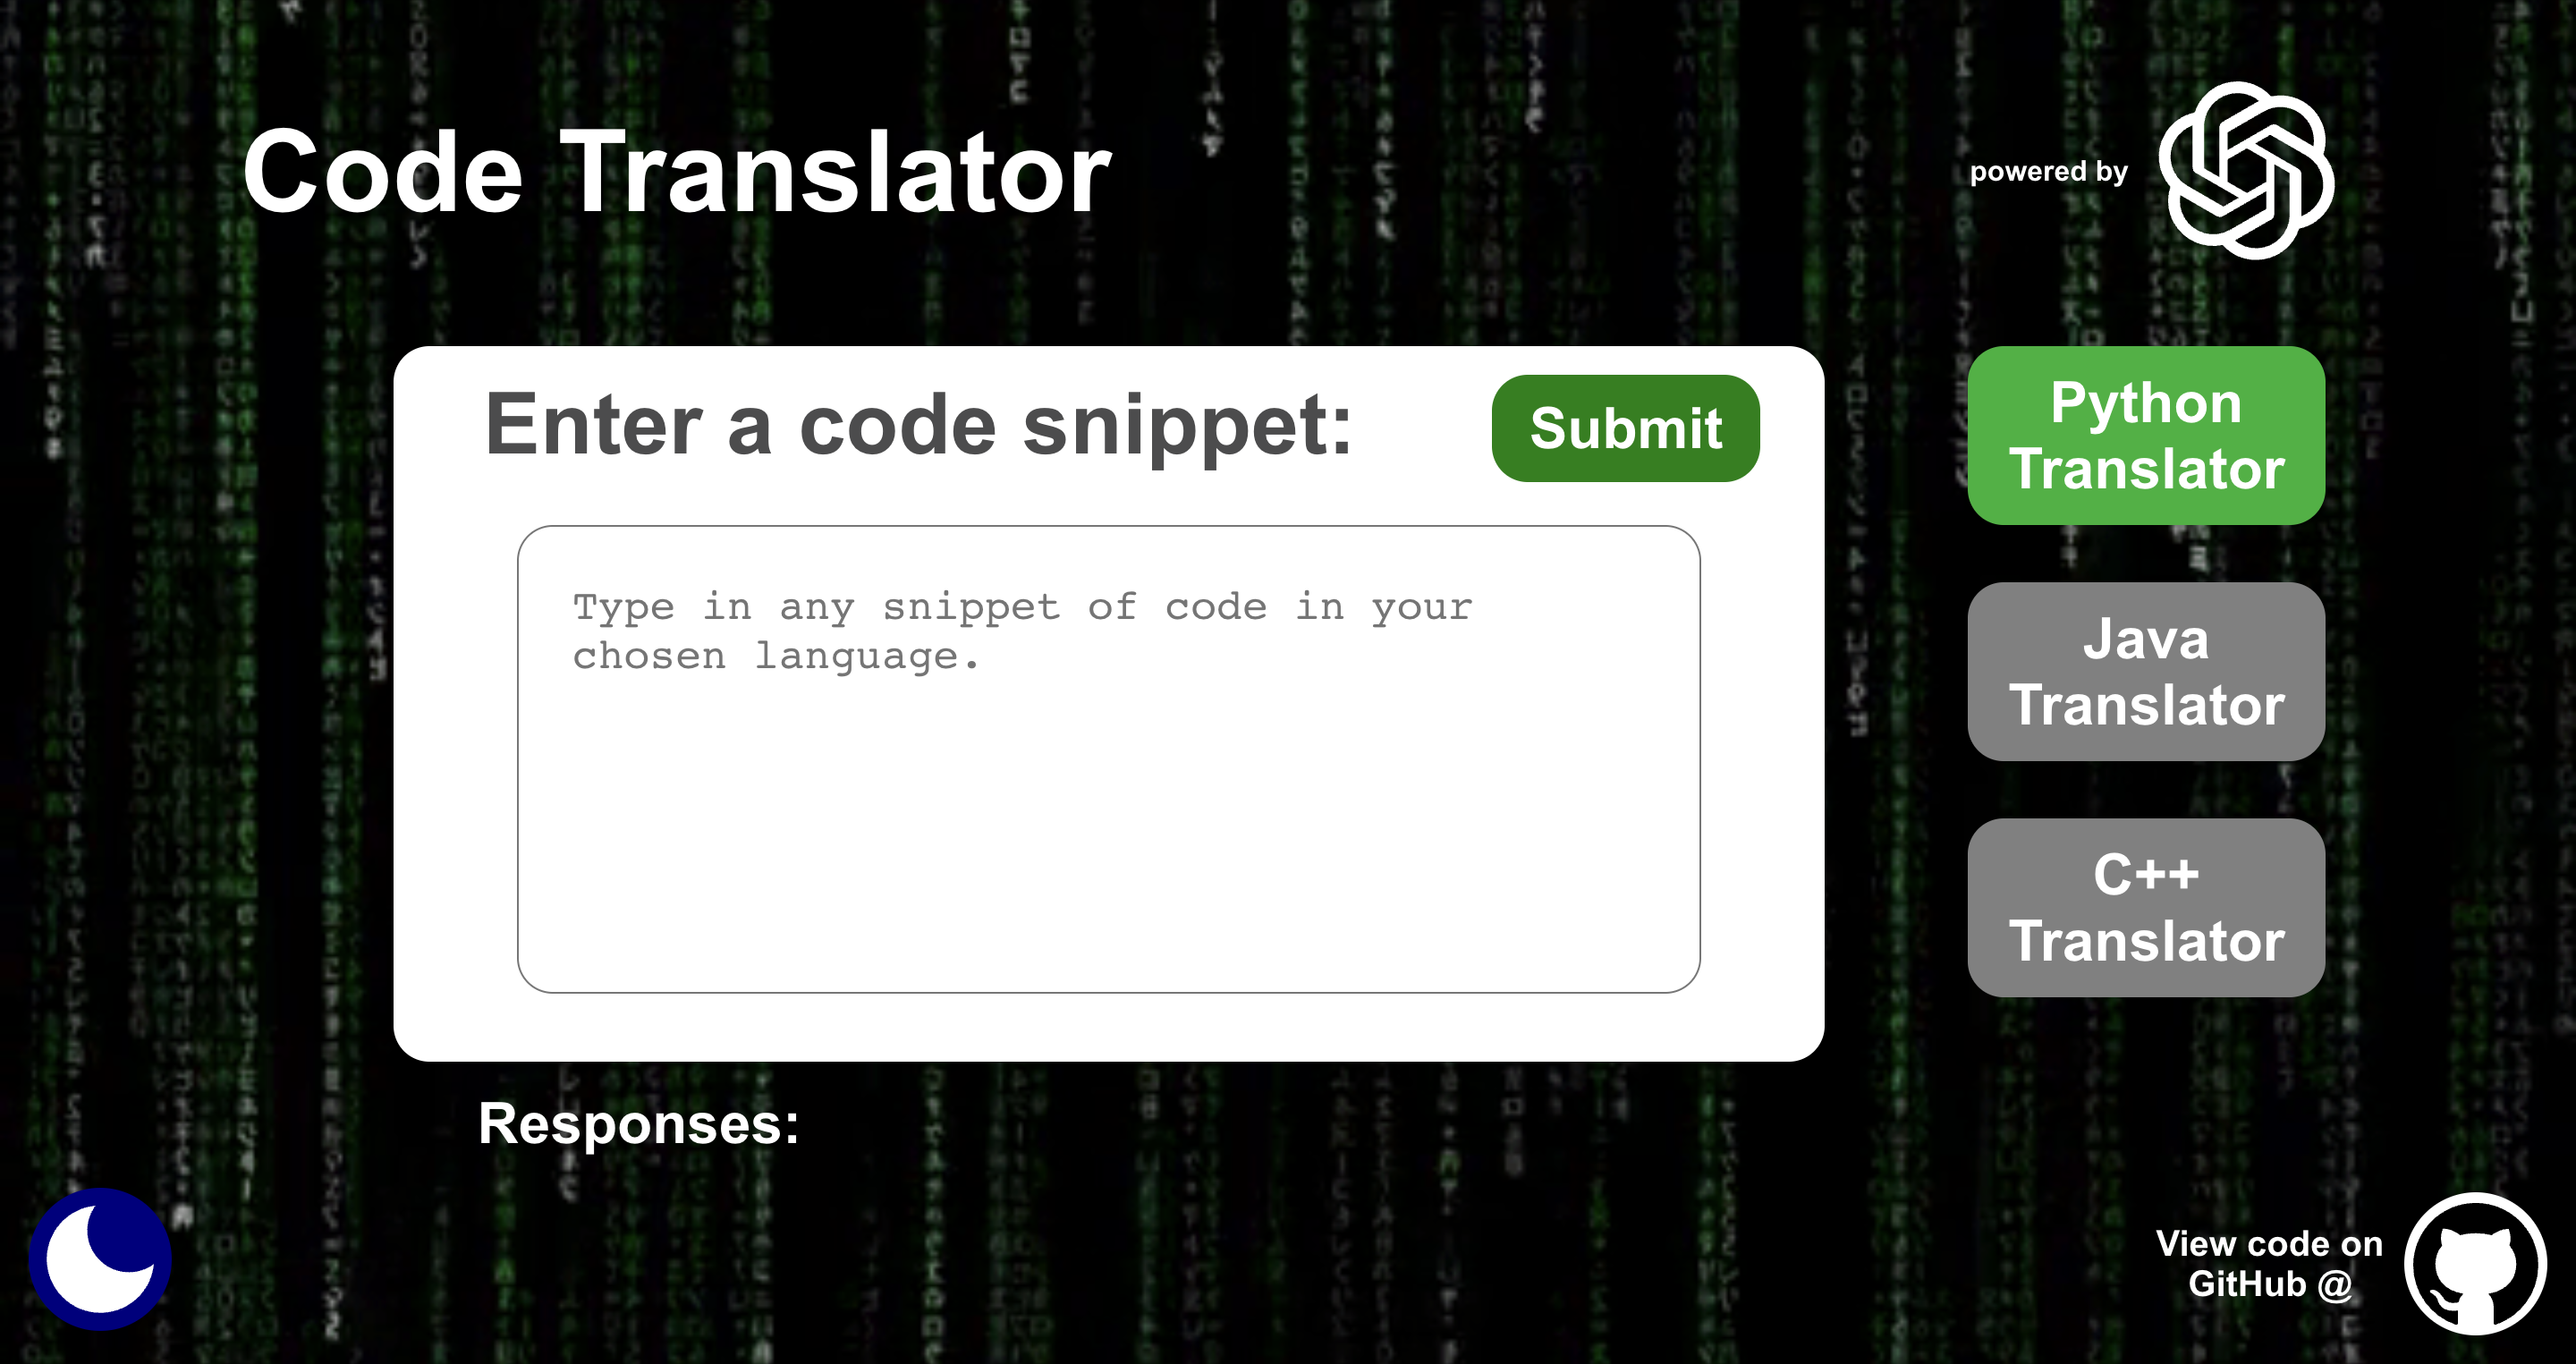 Code Translator
powered by
Enter a code snippet:
Submit
Type in any snippet of code in your
chosen language.
Python
Translator
Java
Translator
C++
Translator
Responses:
View code on
GitHub @